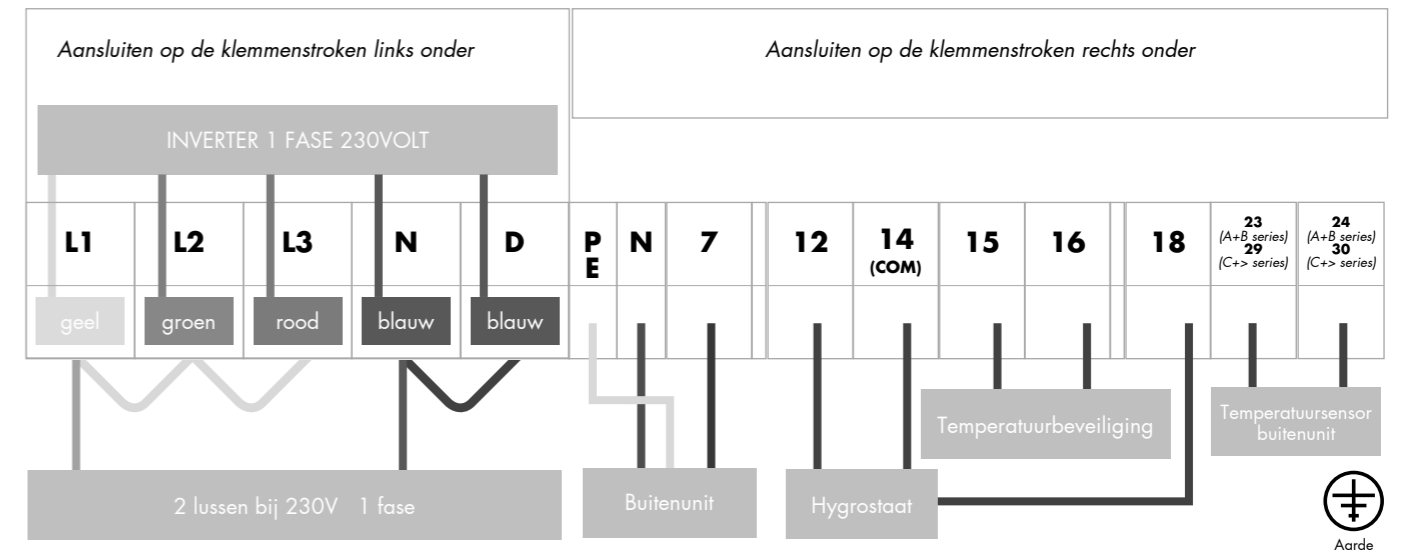 Aansluiten op de klemmenstroken links onder
Aansluiten op de klemmenstroken rechts onder
INVERTER 1 FASE 230VOLT
L1
L2
L3
N
D
P
E
N
7
12
14
(COM)
15
16
18
23
(A+B series)
29
(C+> series)
24
(A+B series)
30
(C+> series)
geel
groen
rood
blauw
blauw
2 lussen bij 230V 1 fase
Buitenunit
Hygrostaat
Temperatuurbeveiliging
Temperatuursensor
buitenunit
Aarde